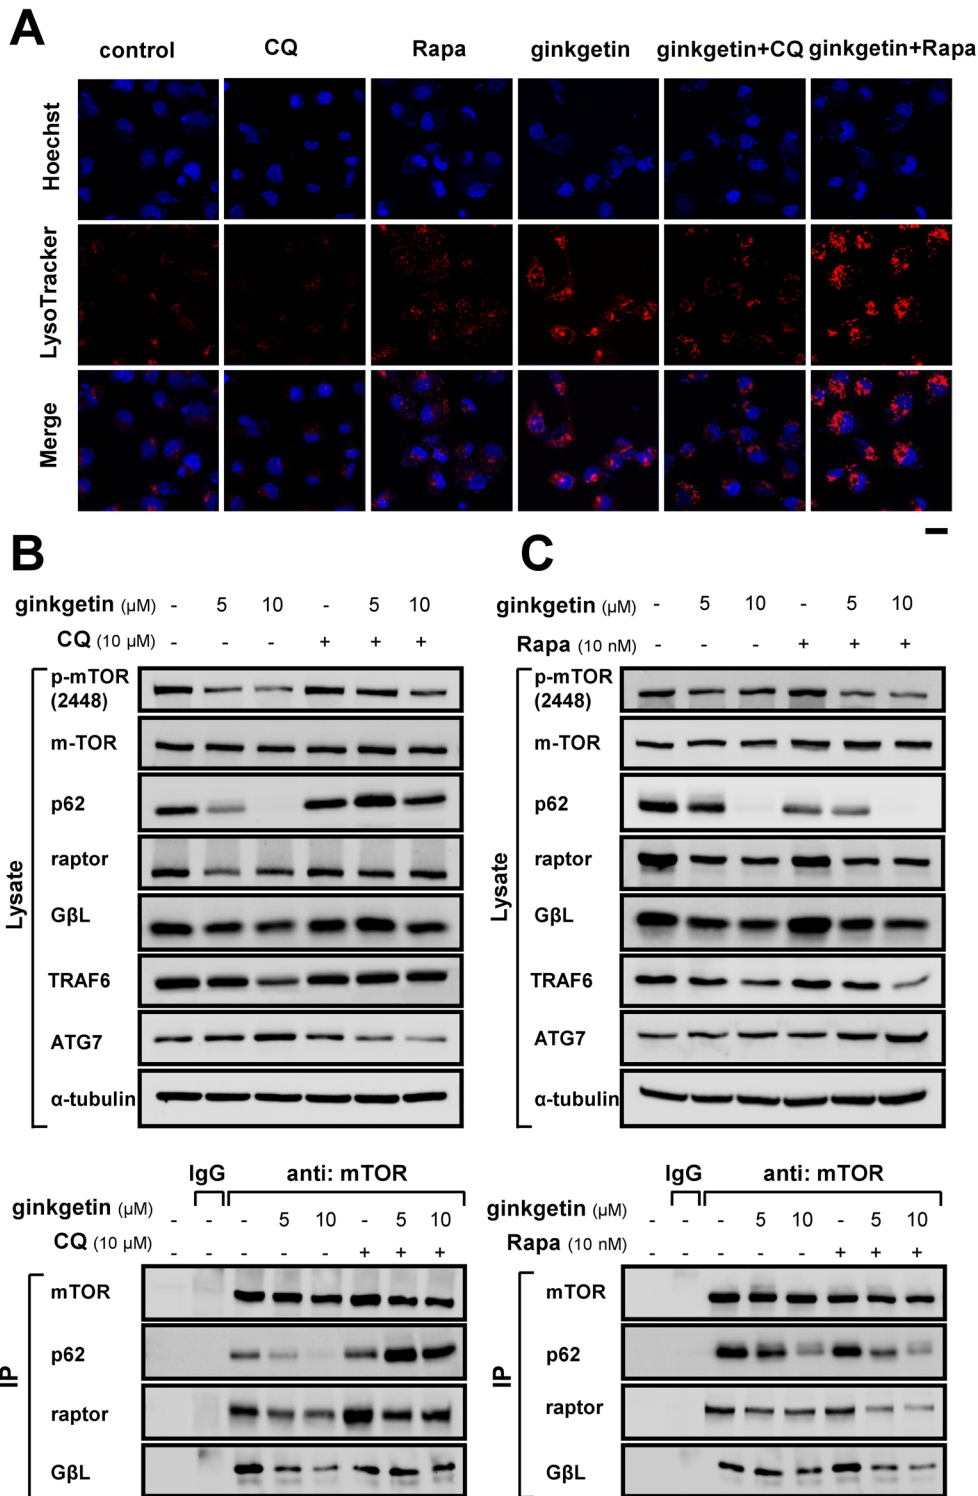 A
control CQ Rapa ginkgetin ginkgetin+CQ ginkgetin+Rapa
Hoechst
LysoTracker
Merge
B
ginkgetin (µM) - 5 10 - 5 10
CQ (10 µM) - - - + + +
Lysate
p-mTOR
(2448)
m-TOR
p62
raptor
GβL
TRAF6
ATG7
α-tubulin
IgG anti: mTOR
ginkgetin (µM) - - - 5 10 - 5 10
CQ (10 µM) - - - - - + + +
IP
mTOR
p62
raptor
GβL
C
ginkgetin (µM) - 5 10 - 5 10
Rapa (10 nM) - - - + + +
Lysate
p-mTOR
(2448)
m-TOR
p62
raptor
GβL
TRAF6
ATG7
α-tubulin
IgG anti: mTOR
ginkgetin (µM) - - - 5 10 - 5 10
Rapa (10 nM) - - - - - + + +
IP
mTOR
p62
raptor
GβL